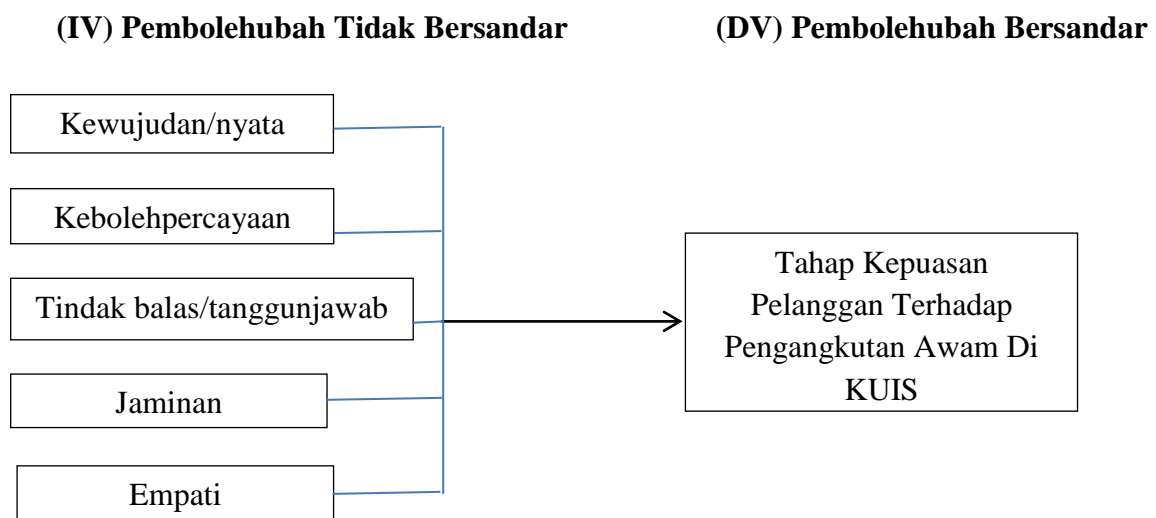 (IV) Pembolehubah Tidak Bersandar
(DV) Pembolehubah Bersandar
Kewujudan/nyata
Kebolehpercayaan
Tindak balas/tanggunjawab
Jaminan
Empati
Tahap Kepuasan
Pelanggan Terhadap
Pengangkutan Awam Di
KUIS